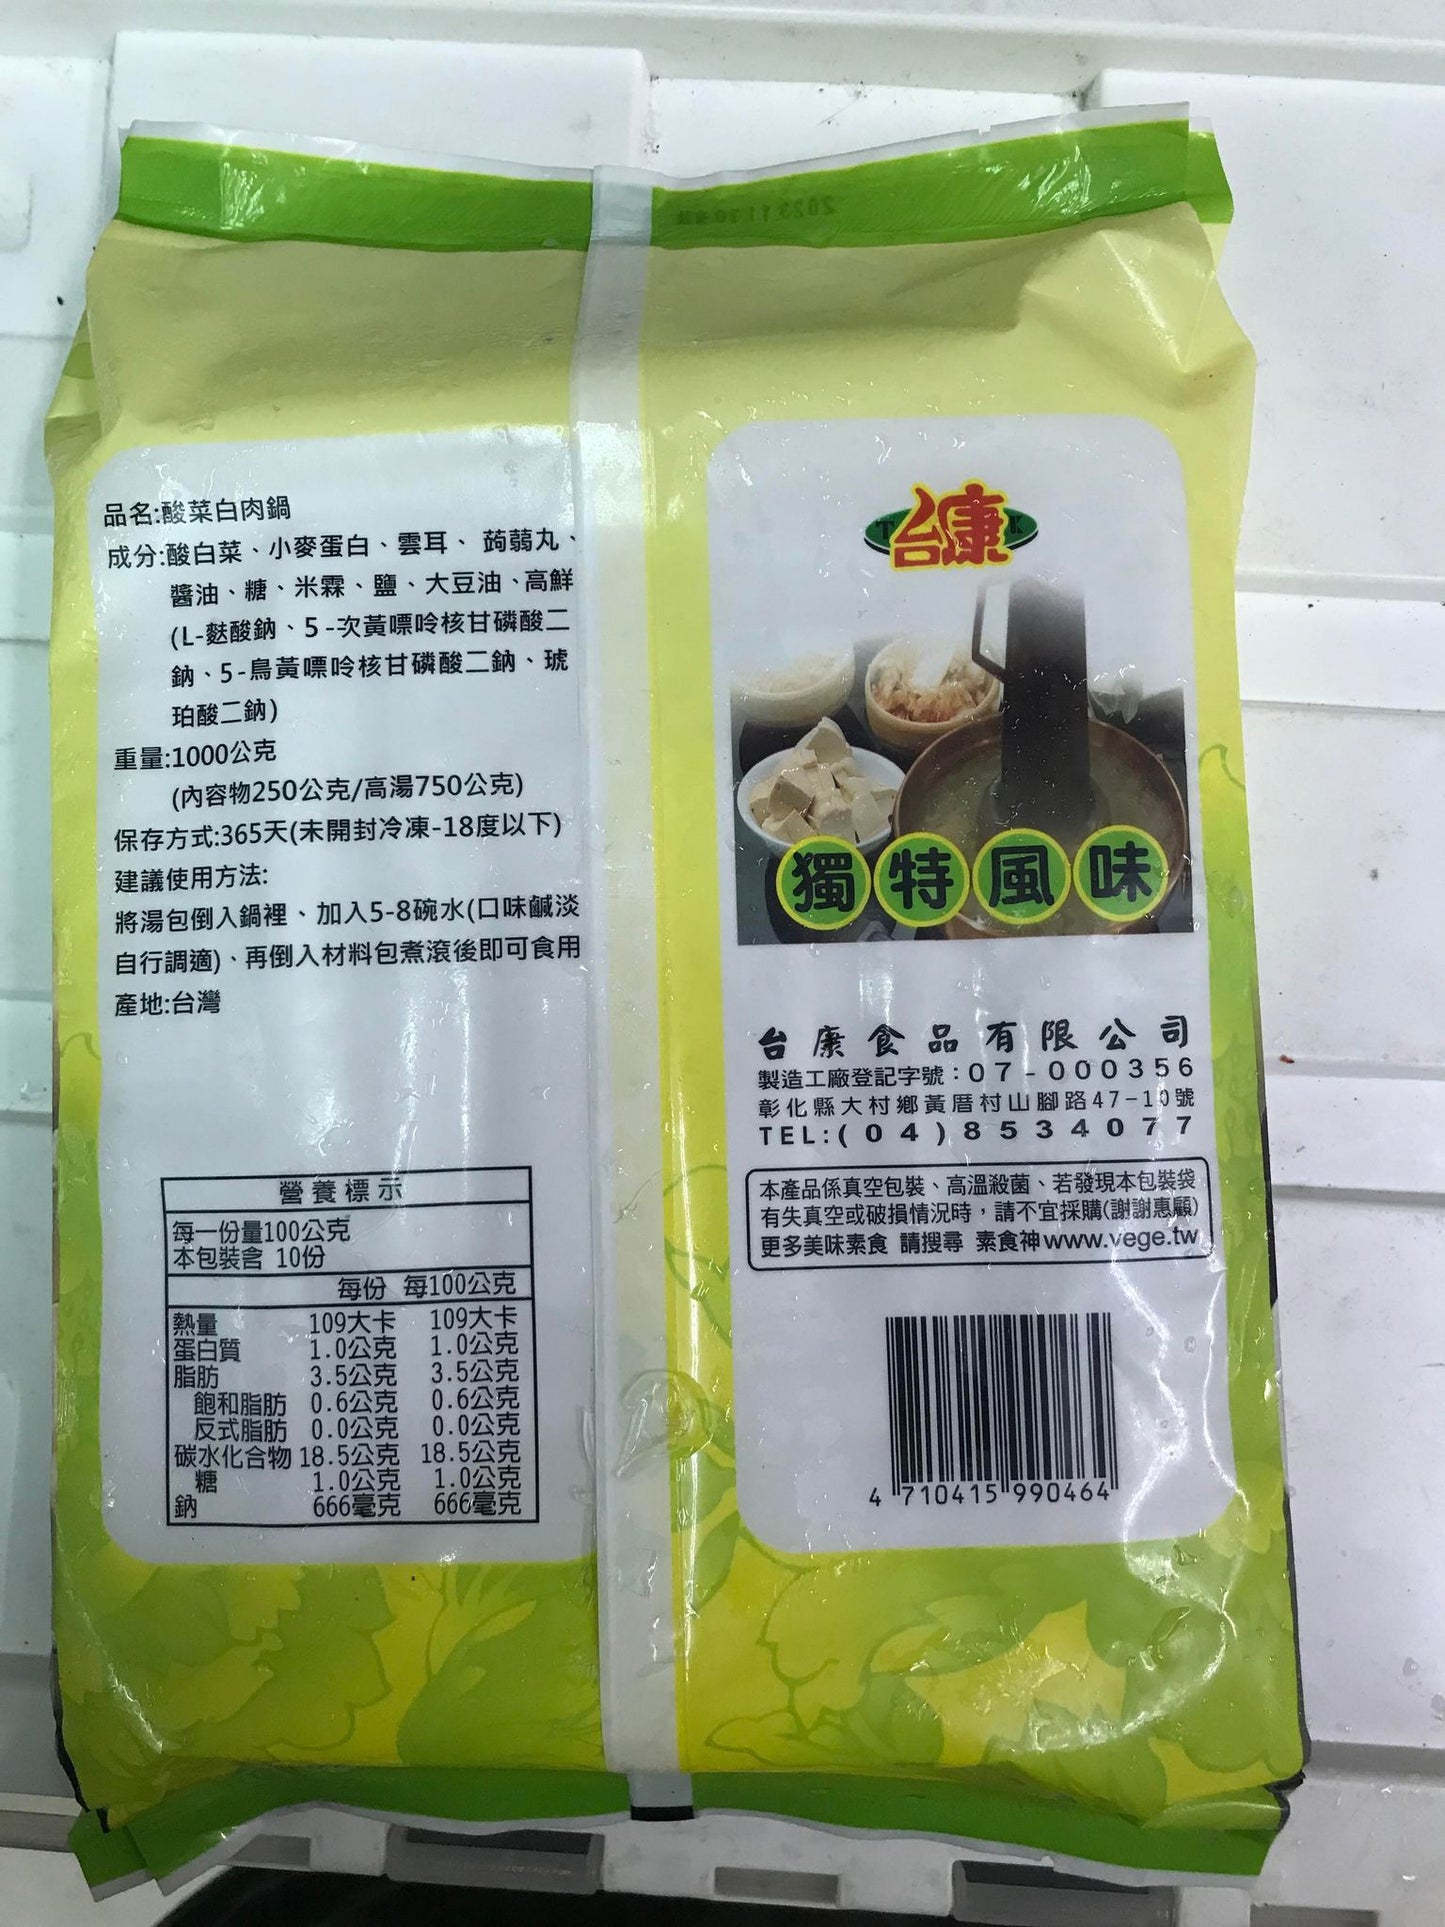 品名:酸菜白肉鍋
成分:酸白菜、小麥蛋白、雲耳、蒟蒻丸、
醬油、糖、米霖、鹽、大豆油、高鮮
(L-麩酸鈉、5-次黃嘌呤核甘磷酸二
鈉、5-鳥黃嘌呤核甘磷酸二鈉、琥
珀酸二鈉)
重量:1000公克
(內容物250公克/高湯750公克)
保存方式:365天(未開封冷凍-18度以下)
建議使用方法:
將湯包倒入鍋裡、加入5-8碗水(口味鹹淡
自行調適)、再倒入材料包煮滾後即可食用
產地:台灣
營養標示
每一份量100公克
本包裝含 10份
每份 每100公克
熱量 109大卡 109大卡
蛋白質 1.0公克 1.0公克
脂肪 3.5公克 3.5公克
飽和脂肪 0.6公克 0.6公克
反式脂肪 0.0公克 0.0公克
碳水化合物 18.5公克 18.5公克
糖 1.0公克 1.0公克
鈉 666毫克 666毫克
T 台康 K
獨特風味
台康食品有限公司
製造工廠登記字號:07-000356
彰化縣大村鄉黃厝村山腳路47-10號
TEL:(04)8534077
本產品係真空包裝、高溫殺菌、若發現本包裝袋
有失真空或破損情況時，請不宜採購(謝謝惠顧)
更多美味素食 請搜尋 素食神www.vege.tw
4 710415 990464